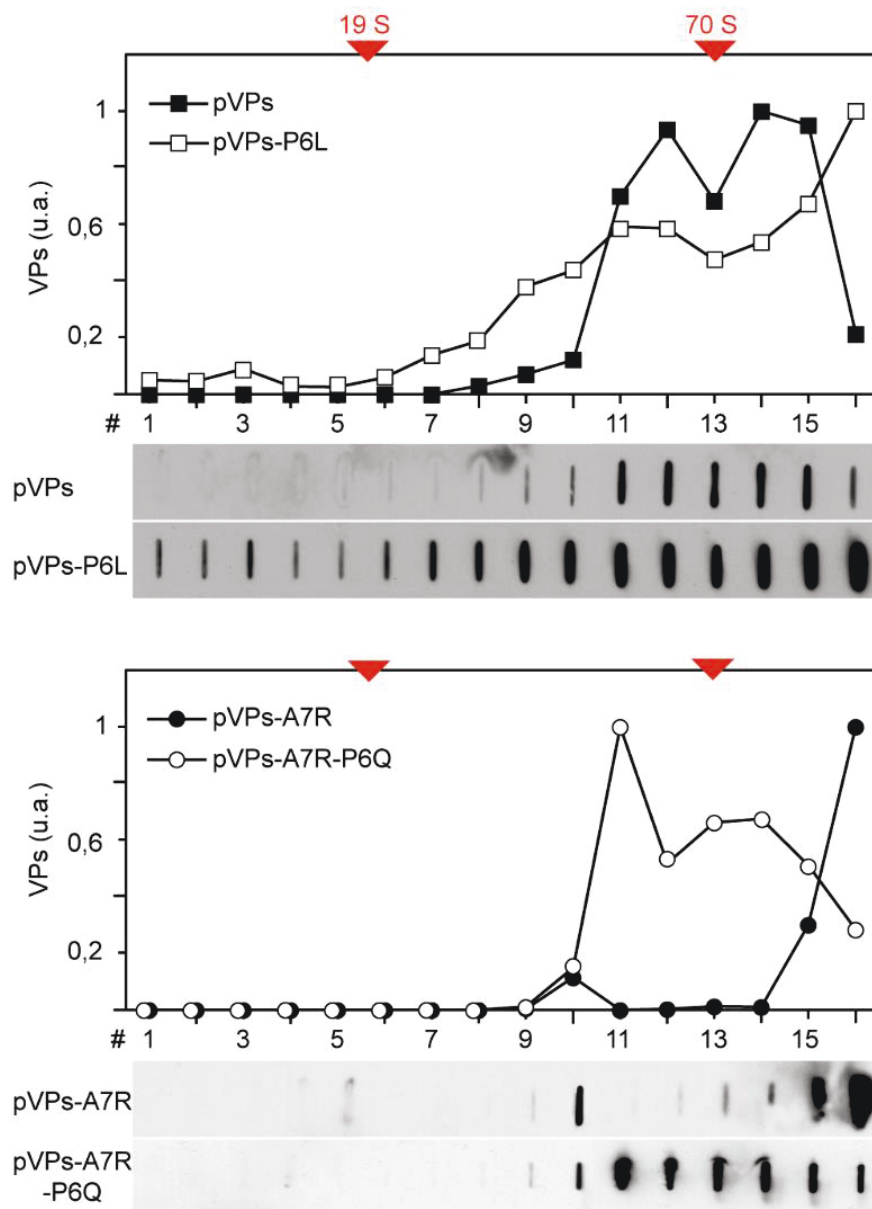 19 S 70 S
pVPs
pVPs-P6L
1
0,6
0,2
VPs (u.a.)
# 1 3 5 7 9 11 13 15
pVPs
pVPs-P6L
pVPs-A7R
pVPs-A7R-P6Q
1
0,6
0,2
VPs (u.a.)
# 1 3 5 7 9 11 13 15
pVPs-A7R
pVPs-A7R
-P6Q